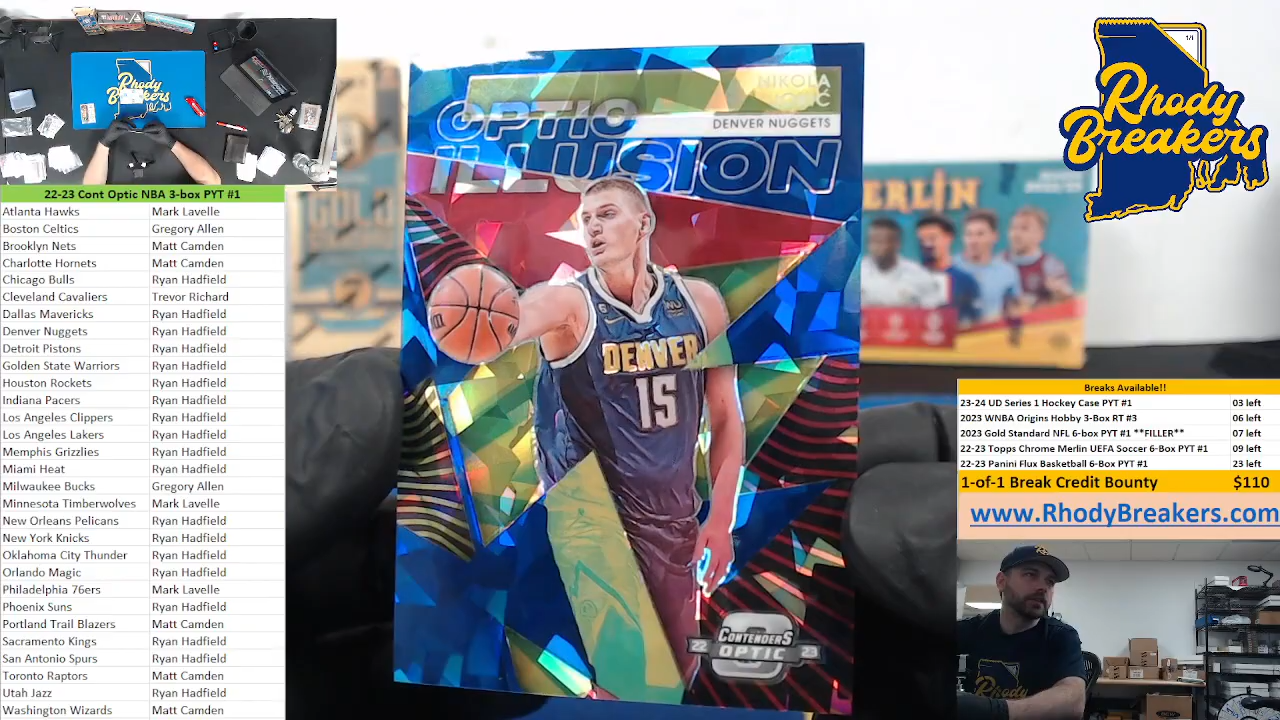 Rhody
Breakers
22-23 Cont Optic NBA 3-box PYT #1
Atlanta Hawks Mark Lavelle
Boston Celtics Gregory Allen
Brooklyn Nets Matt Camden
Charlotte Hornets Matt Camden
Chicago Bulls Ryan Hadfield
Cleveland Cavaliers Trevor Richard
Dallas Mavericks Ryan Hadfield
Denver Nuggets Ryan Hadfield
Detroit Pistons Ryan Hadfield
Golden State Warriors Ryan Hadfield
Houston Rockets Ryan Hadfield
Indiana Pacers Ryan Hadfield
Los Angeles Clippers Ryan Hadfield
Los Angeles Lakers Ryan Hadfield
Memphis Grizzlies Ryan Hadfield
Miami Heat Ryan Hadfield
Milwaukee Bucks Gregory Allen
Minnesota Timberwolves Mark Lavelle
New Orleans Pelicans Ryan Hadfield
New York Knicks Ryan Hadfield
Oklahoma City Thunder Ryan Hadfield
Orlando Magic Ryan Hadfield
Philadelphia 76ers Mark Lavelle
Phoenix Suns Ryan Hadfield
Portland Trail Blazers Matt Camden
Sacramento Kings Ryan Hadfield
San Antonio Spurs Ryan Hadfield
Toronto Raptors Matt Camden
Utah Jazz Ryan Hadfield
Washington Wizards Matt Camden
GOLD
NIKOLA
DENVER NUGGETS
OPTIC
ILLUSION
DENVER
15
CONTENDERS
22 OPTIC 23
MERLIN
1/1
Rhody
Breakers
Breaks Available!!
23-24 UD Series 1 Hockey Case PYT #1 03 left
2023 WNBA Origins Hobby 3-Box RT #3 06 left
2023 Gold Standard NFL 6-box PYT #1 **FILLER** 07 left
22-23 Topps Chrome Merlin UEFA Soccer 6-Box PYT #1 09 left
22-23 Panini Flux Basketball 6-Box PYT #1 23 left
1-of-1 Break Credit Bounty $110
www.RhodyBreakers.com
Rhody